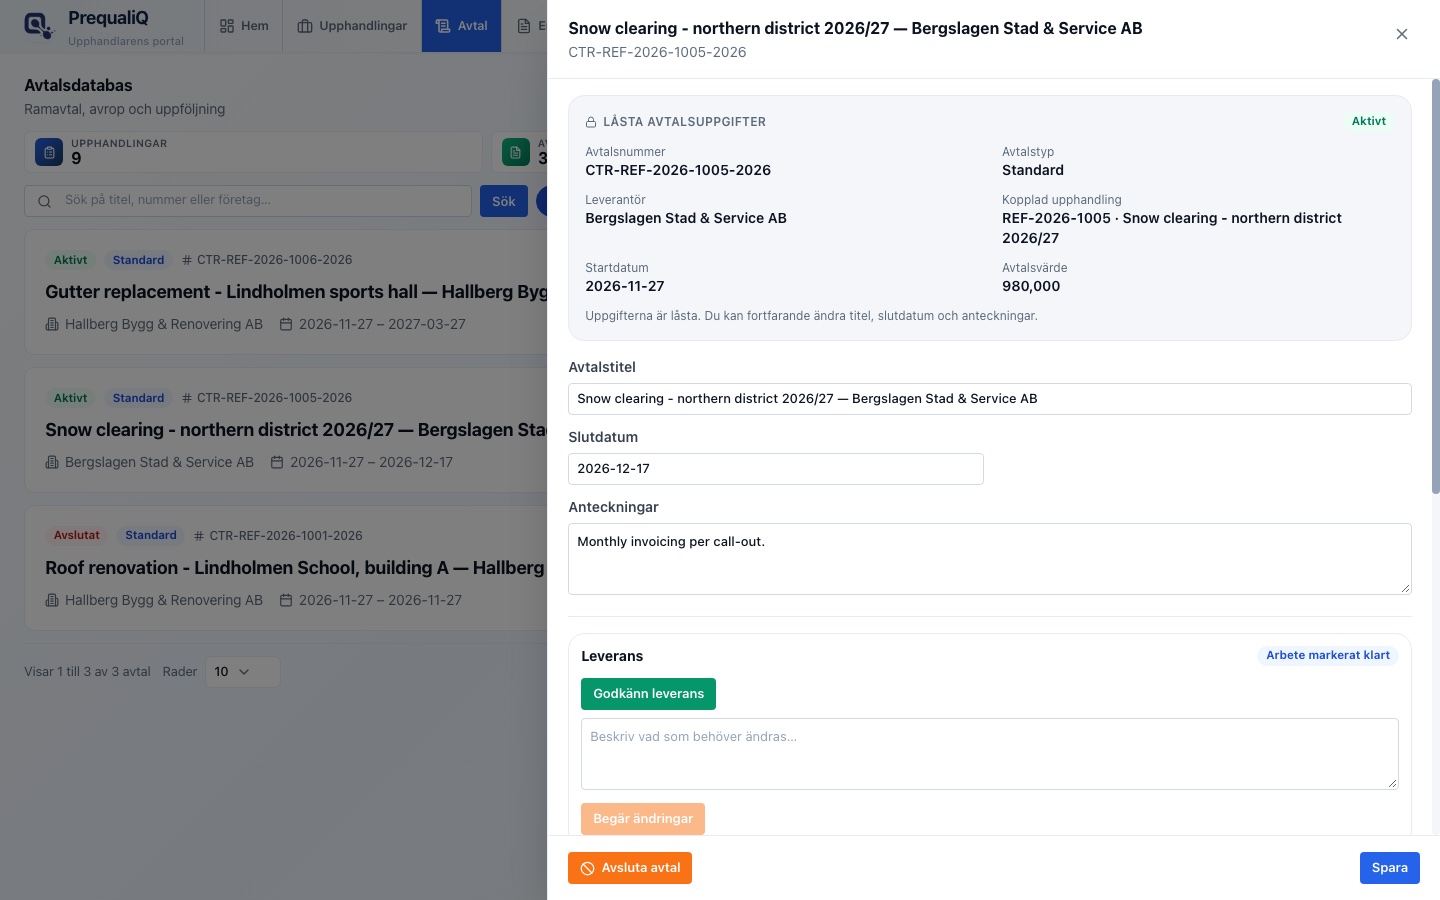 PrequaliQ
Upphandlarens portal
Hem
Upphandlingar
Avtal
Avtalsdatabas
Ramavtal, avrop och uppföljning
UPPHANDLINGAR
9
3
Sök på titel, nummer eller företag...
Sök
Aktivt
Standard
# CTR-REF-2026-1006-2026
Gutter replacement - Lindholmen sports hall — Hallberg Byg
Hallberg Bygg & Renovering AB
2026-11-27 – 2027-03-27
Aktivt
Standard
# CTR-REF-2026-1005-2026
Snow clearing - northern district 2026/27 — Bergslagen Sta
Bergslagen Stad & Service AB
2026-11-27 – 2026-12-17
Avslutat
Standard
# CTR-REF-2026-1001-2026
Roof renovation - Lindholmen School, building A — Hallberg
Hallberg Bygg & Renovering AB
2026-11-27 – 2026-11-27
Visar 1 till 3 av 3 avtal
Rader
10
Snow clearing - northern district 2026/27 — Bergslagen Stad & Service AB
CTR-REF-2026-1005-2026
LÅSTA AVTALSUPPGIFTER
Aktivt
Avtalsnummer
CTR-REF-2026-1005-2026
Avtalstyp
Standard
Leverantör
Bergslagen Stad & Service AB
Kopplad upphandling
REF-2026-1005 · Snow clearing - northern district
2026/27
Startdatum
2026-11-27
Avtalsvärde
980,000
Uppgifterna är låsta. Du kan fortfarande ändra titel, slutdatum och anteckningar.
Avtalstitel
Snow clearing - northern district 2026/27 — Bergslagen Stad & Service AB
Slutdatum
2026-12-17
Anteckningar
Monthly invoicing per call-out.
Leverans
Arbete markerat klart
Godkänn leverans
Beskriv vad som behöver ändras...
Begär ändringar
Avsluta avtal
Spara